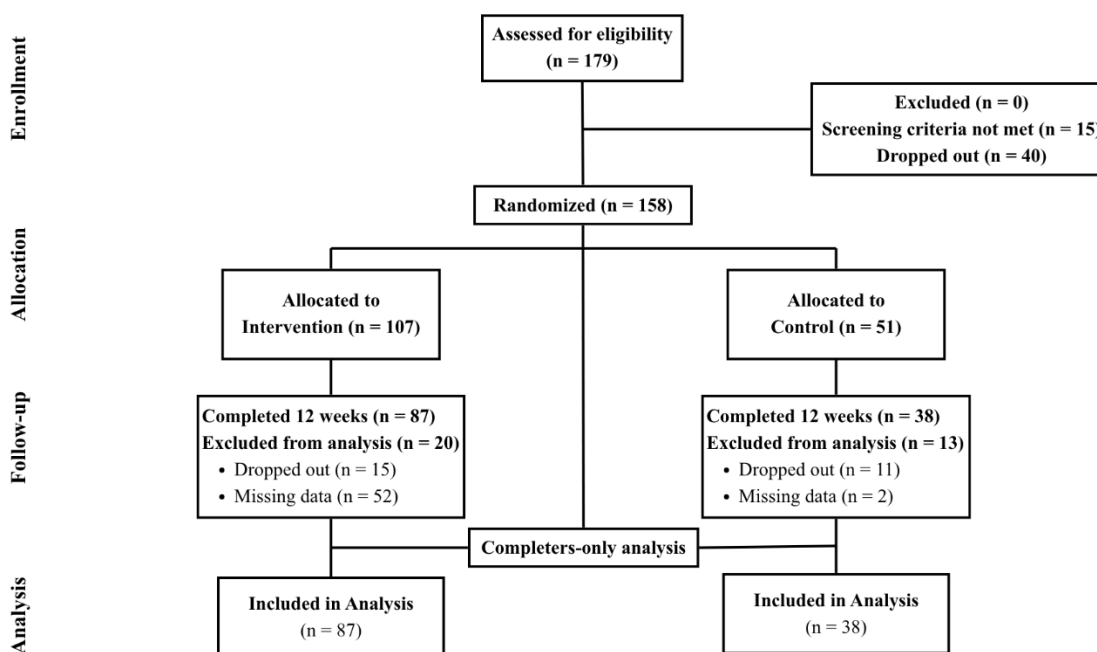 Enrollment
Assessed for eligibility
(n = 179)
Excluded (n = 0)
Screening criteria not met (n = 15)
Dropped out (n = 40)
Randomized (n = 158)
Allocation
Allocated to
Intervention (n = 107)
Allocated to
Control (n = 51)
Follow-up
Completed 12 weeks (n = 87)
Excluded from analysis (n = 20)
• Dropped out (n = 15)
• Missing data (n = 52)
Completed 12 weeks (n = 38)
Excluded from analysis (n = 13)
• Dropped out (n = 11)
• Missing data (n = 2)
Completers-only analysis
Analysis
Included in Analysis
(n = 87)
Included in Analysis
(n = 38)